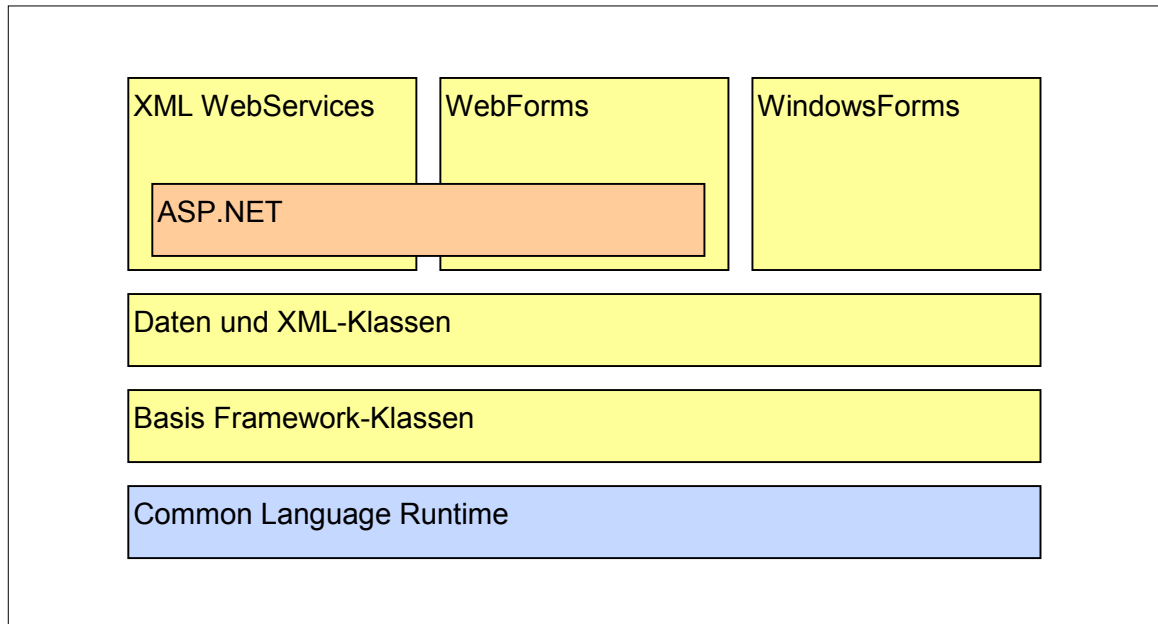 XML WebServices
WebForms
WindowsForms
ASP.NET
Daten und XML-Klassen
Basis Framework-Klassen
Common Language Runtime